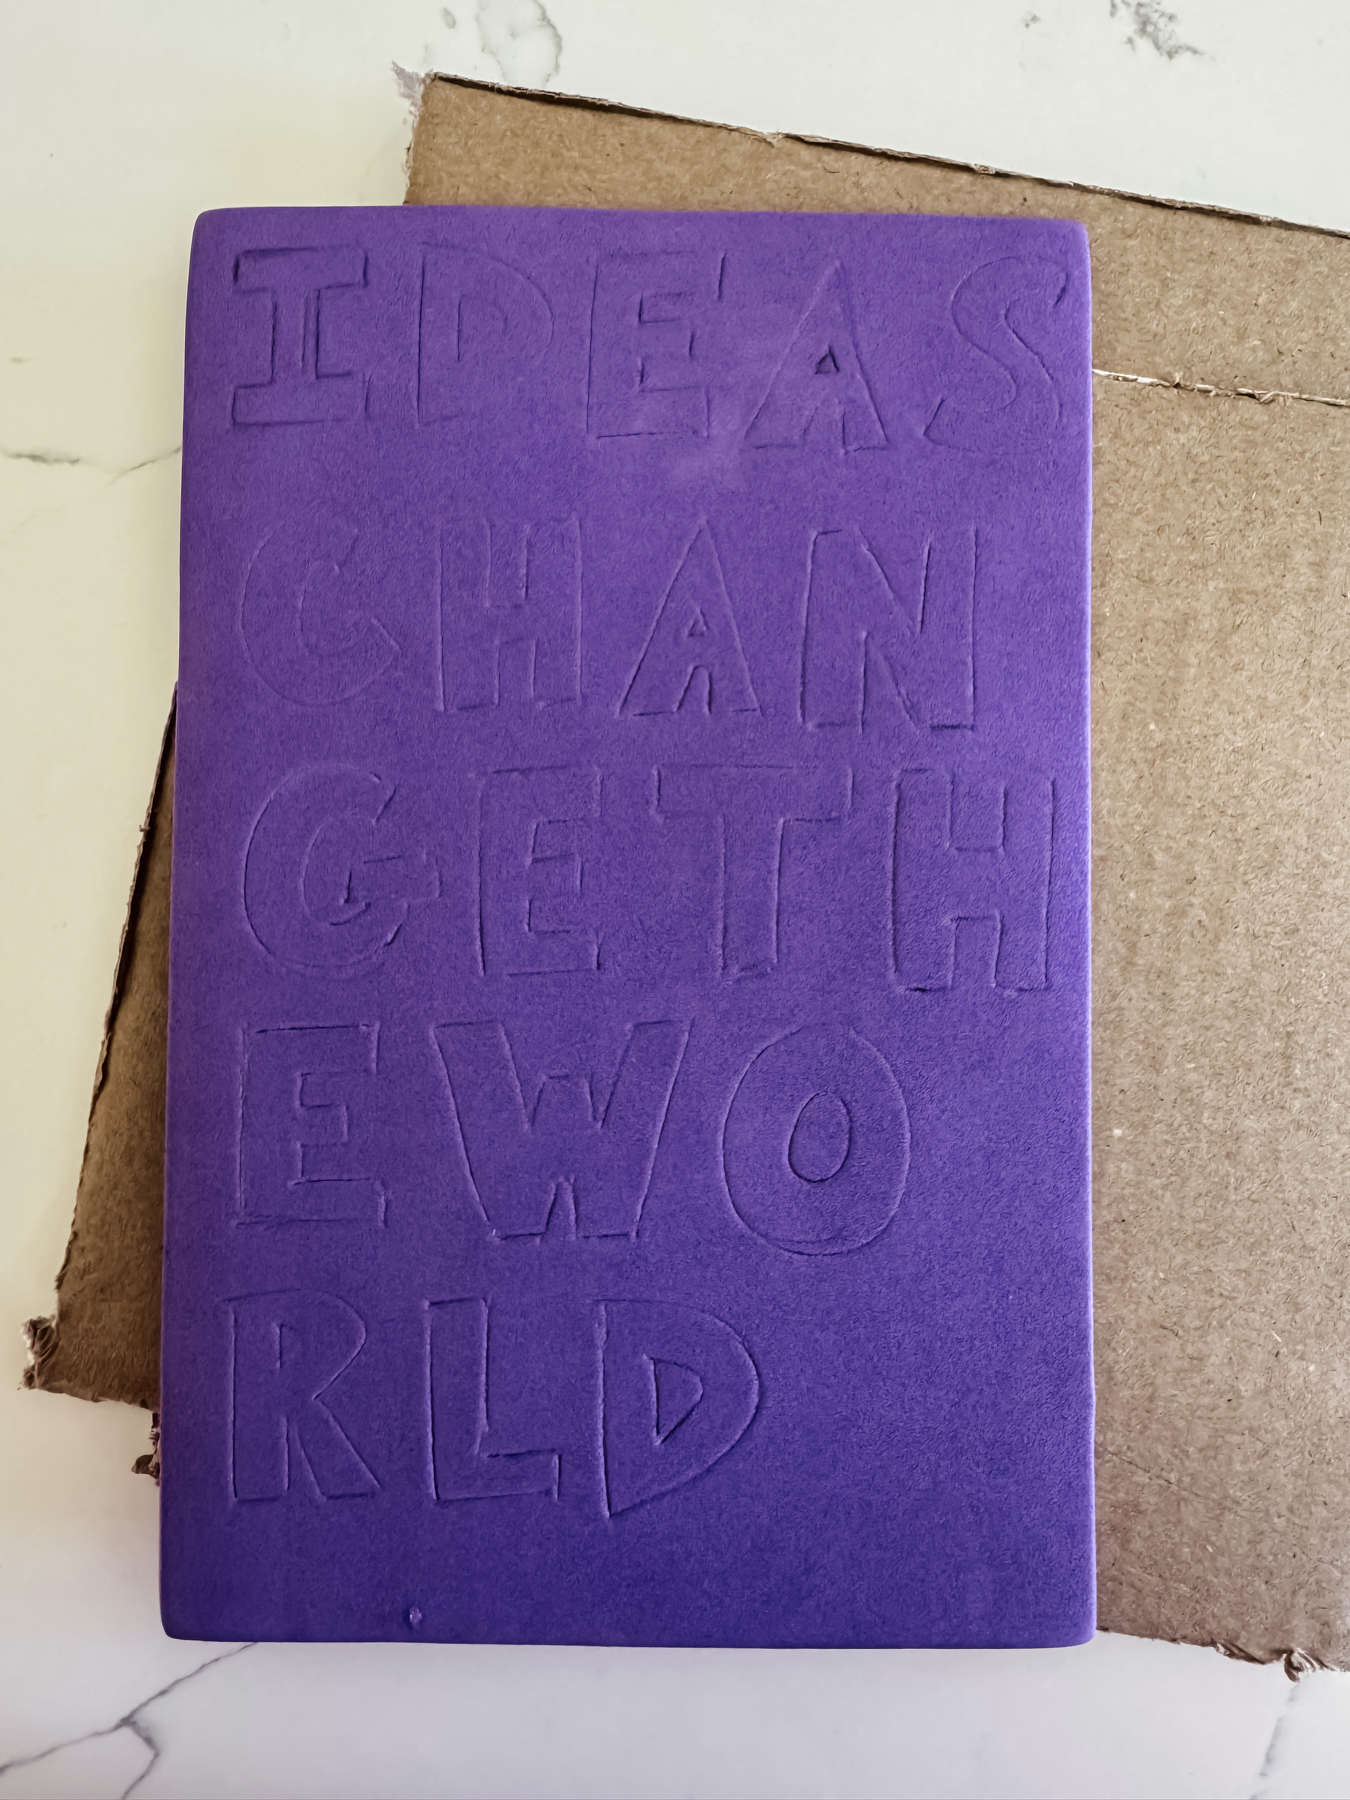 IDEAS
CHAN
GETH
EWO
RLD